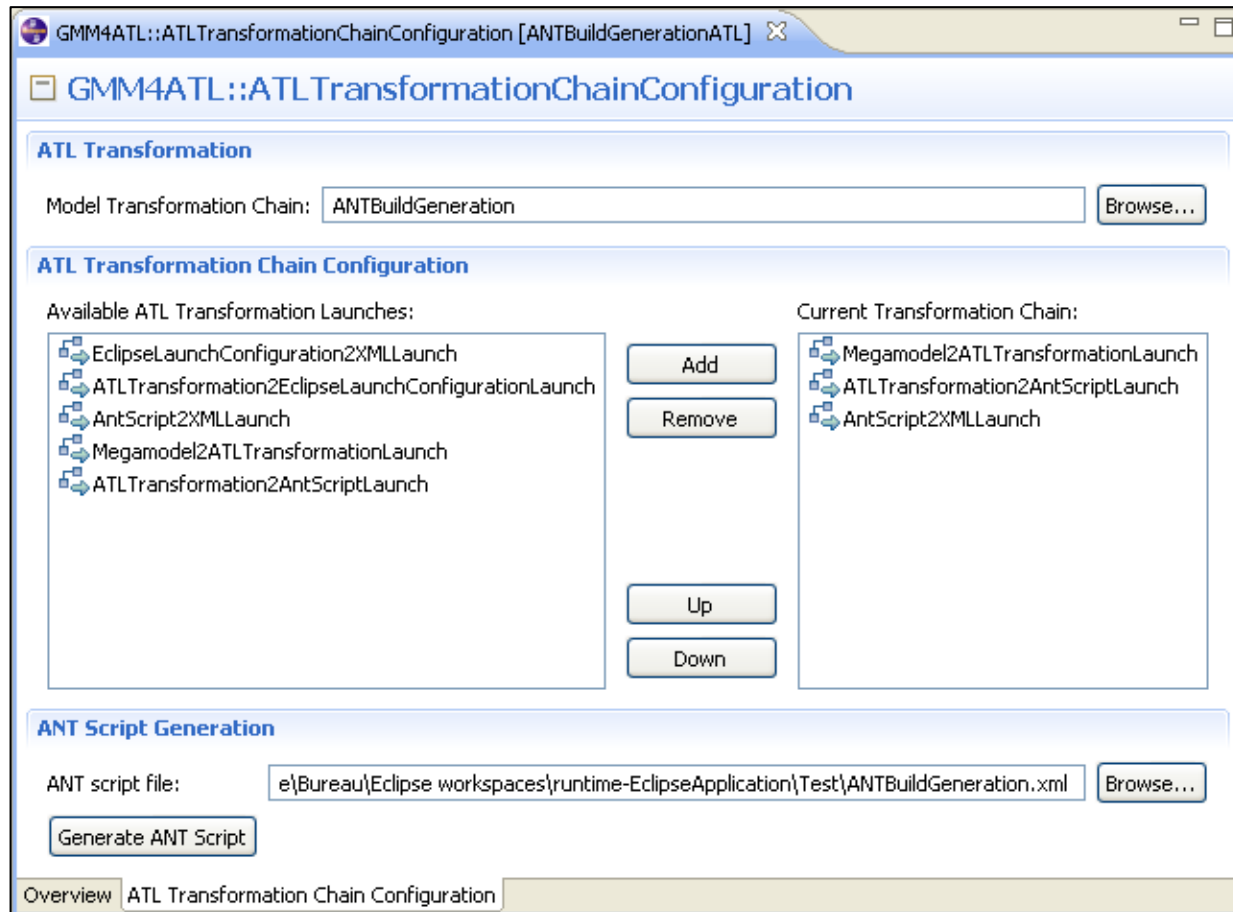 GMM4ATL::ATLTransformationChainConfiguration [ANTBuildGenerationATL]
GMM4ATL::ATLTransformationChainConfiguration
ATL Transformation
Model Transformation Chain: ANTBuildGeneration Browse...
ATL Transformation Chain Configuration
Available ATL Transformation Launches:
EclipseLaunchConfiguration2XMLLaunch
ATLTransformation2EclipseLaunchConfigurationLaunch
AntScript2XMLLaunch
Megamodel2ATLTransformationLaunch
ATLTransformation2AntScriptLaunch
Add
Remove
Up
Down
Current Transformation Chain:
Megamodel2ATLTransformationLaunch
ATLTransformation2AntScriptLaunch
AntScript2XMLLaunch
ANT Script Generation
ANT script file: e\Bureau\Eclipse workspaces\runtime-EclipseApplication\Test\ANTBuildGeneration.xml Browse...
Generate ANT Script
Overview ATL Transformation Chain Configuration